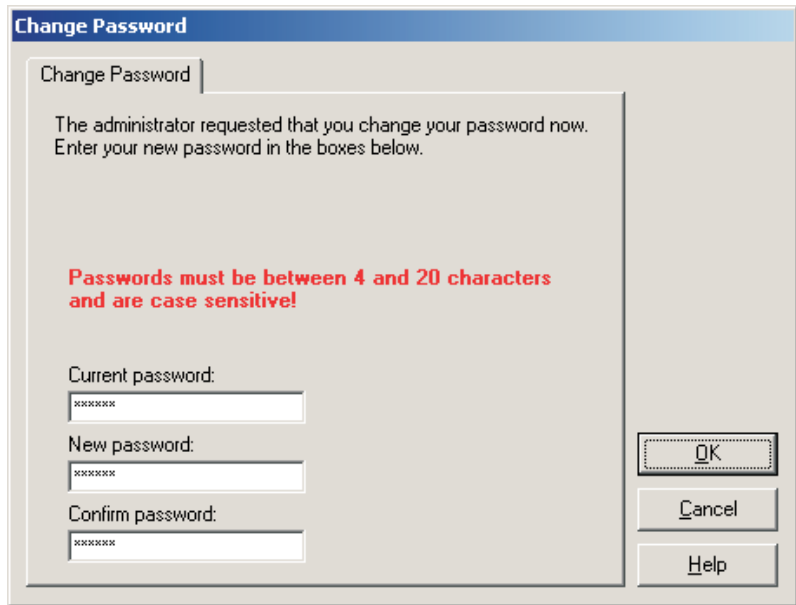 Change Password
Change Password
The administrator requested that you change your password now.
Enter your new password in the boxes below.
Passwords must be between 4 and 20 characters
and are case sensitive!
Current password:
××××××
New password:
××××××
Confirm password:
××××××
OK
Cancel
Help